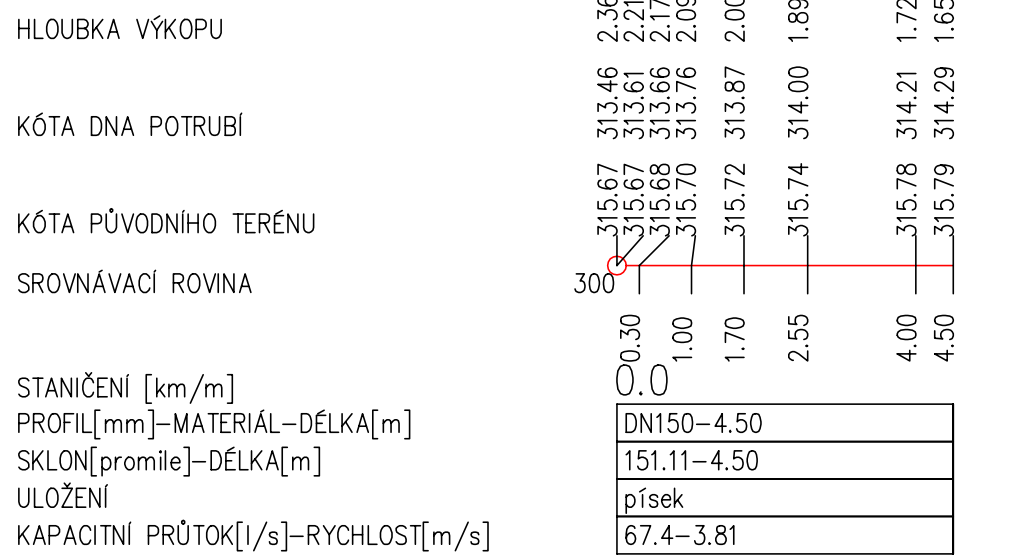 HLOUBKA VÝKOPU 2.36 2.21 2.17 2.09 2.00 1.89 1.72 1.65
KÓTA DNA POTRUBÍ 313.46 313.61 313.66 313.76 313.87 314.00 314.21 314.29
KÓTA PŮVODNÍHO TERÉNU 315.67 315.67 315.68 315.70 315.72 315.74 315.78 315.79
SROVNÁVACÍ ROVINA 300
0.30 1.00 1.70 2.55 4.00 4.50
STANIČENÍ [km/m] 0.0
PROFIL[mm]–MATERIÁL–DÉLKA[m] DN150–4.50
SKLON[promile]–DÉLKA[m] 151.11–4.50
ULOŽENÍ písek
KAPACITNÍ PRŮTOK[l/s]–RYCHLOST[m/s] 67.4–3.81